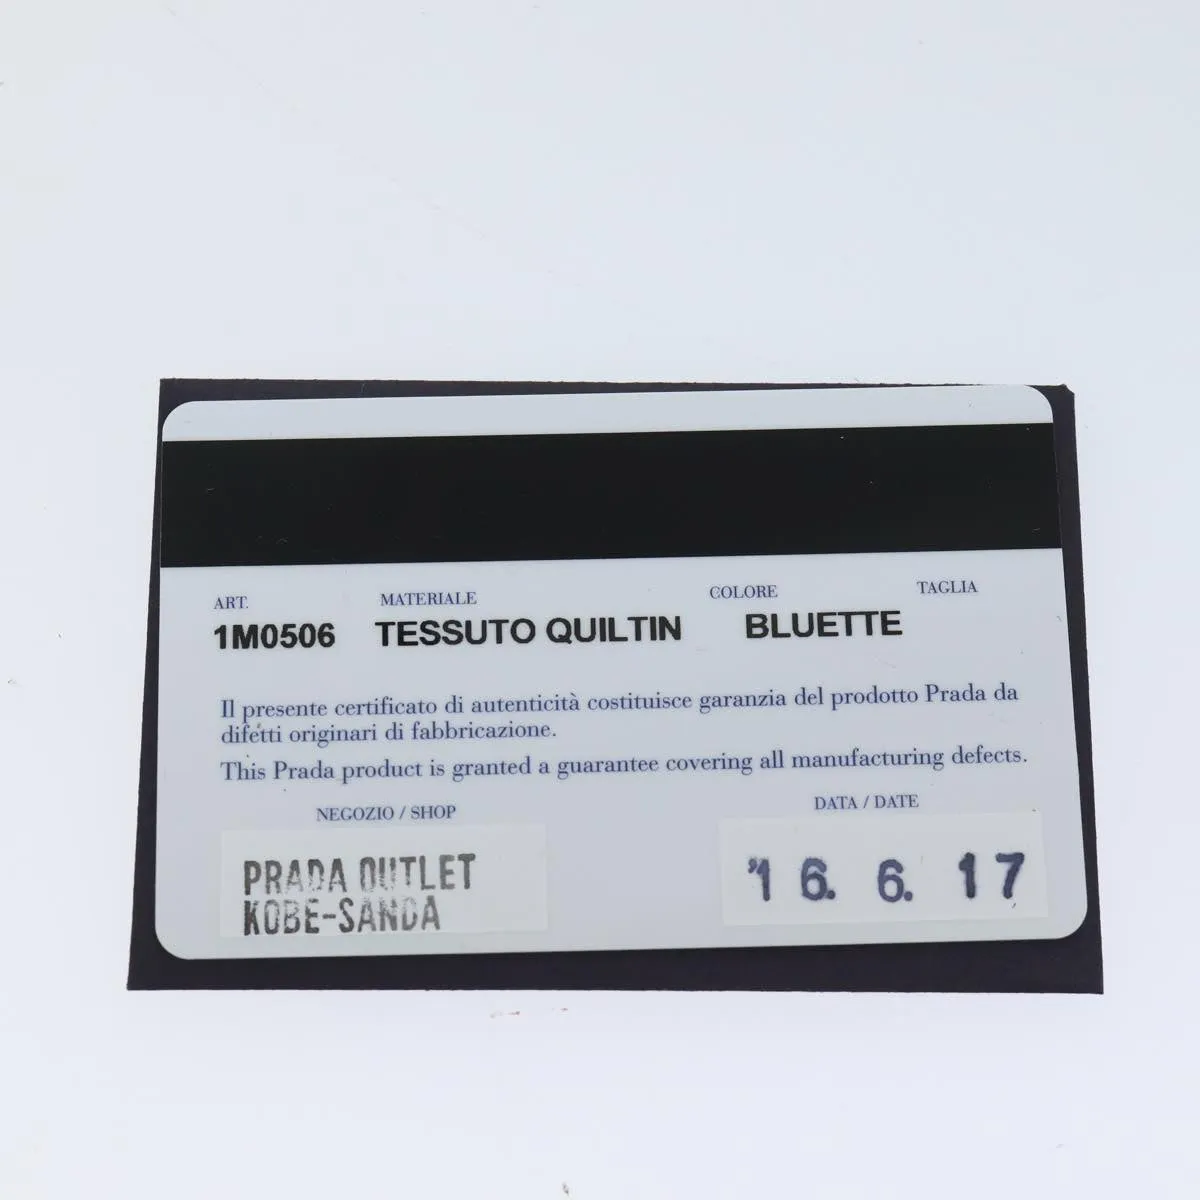 ART. MATERIALE COLORE TAGLIA
1M0506 TESSUTO QUILTIN BLUETTE
Il presente certificato di autenticità costituisce garanzia del prodotto Prada da
difetti originari di fabbricazione.
This Prada product is granted a guarantee covering all manufacturing defects.
NEGOZIO / SHOP DATA / DATE
PRADA OUTLET
KOBE-SANDA
'16. 6. 17